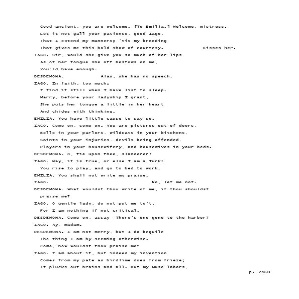 Good ancient, you are welcome. [To Emilia.] Welcome, mistress.
Let it not gall your patience, good Iago,
That I extend my manners; 'tis my breeding
That gives me this bold show of courtesy. Kisses her.
IAGO. Sir, would she give you so much of her lips
As of her tongue she oft bestows on me,
You'ld have enough.
DESDEMONA. Alas, she has no speech.
IAGO. In faith, too much;
I find it still when I have list to sleep.
Marry, before your ladyship I grant,
She puts her tongue a little in her heart
And chides with thinking.
EMILIA. You have little cause to say so.
IAGO. Come on, come on. You are pictures out of doors,
Bells in your parlors, wildcats in your kitchens,
Saints in your injuries, devils being offended,
Players in your housewifery, and housewives in your beds.
DESDEMONA. O, fie upon thee, slanderer!
IAGO. Nay, it is true, or else I am a Turk:
You rise to play, and go to bed to work.
EMILIA. You shall not write my praise.
IAGO. No, let me not.
DESDEMONA. What wouldst thou write of me, if thou shouldst
praise me?
IAGO. O gentle lady, do not put me to't,
For I am nothing if not critical.
DESDEMONA. Come on, assay- There's one gone to the harbor?
IAGO. Ay, madam.
DESDEMONA. I am not merry, but I do beguile
The thing I am by seeming otherwise.
Come, how wouldst thou praise me?
IAGO. I am about it, but indeed my invention
Comes from my pate as birdlime does from frieze;
It plucks out brains and all. But my Muse labors,